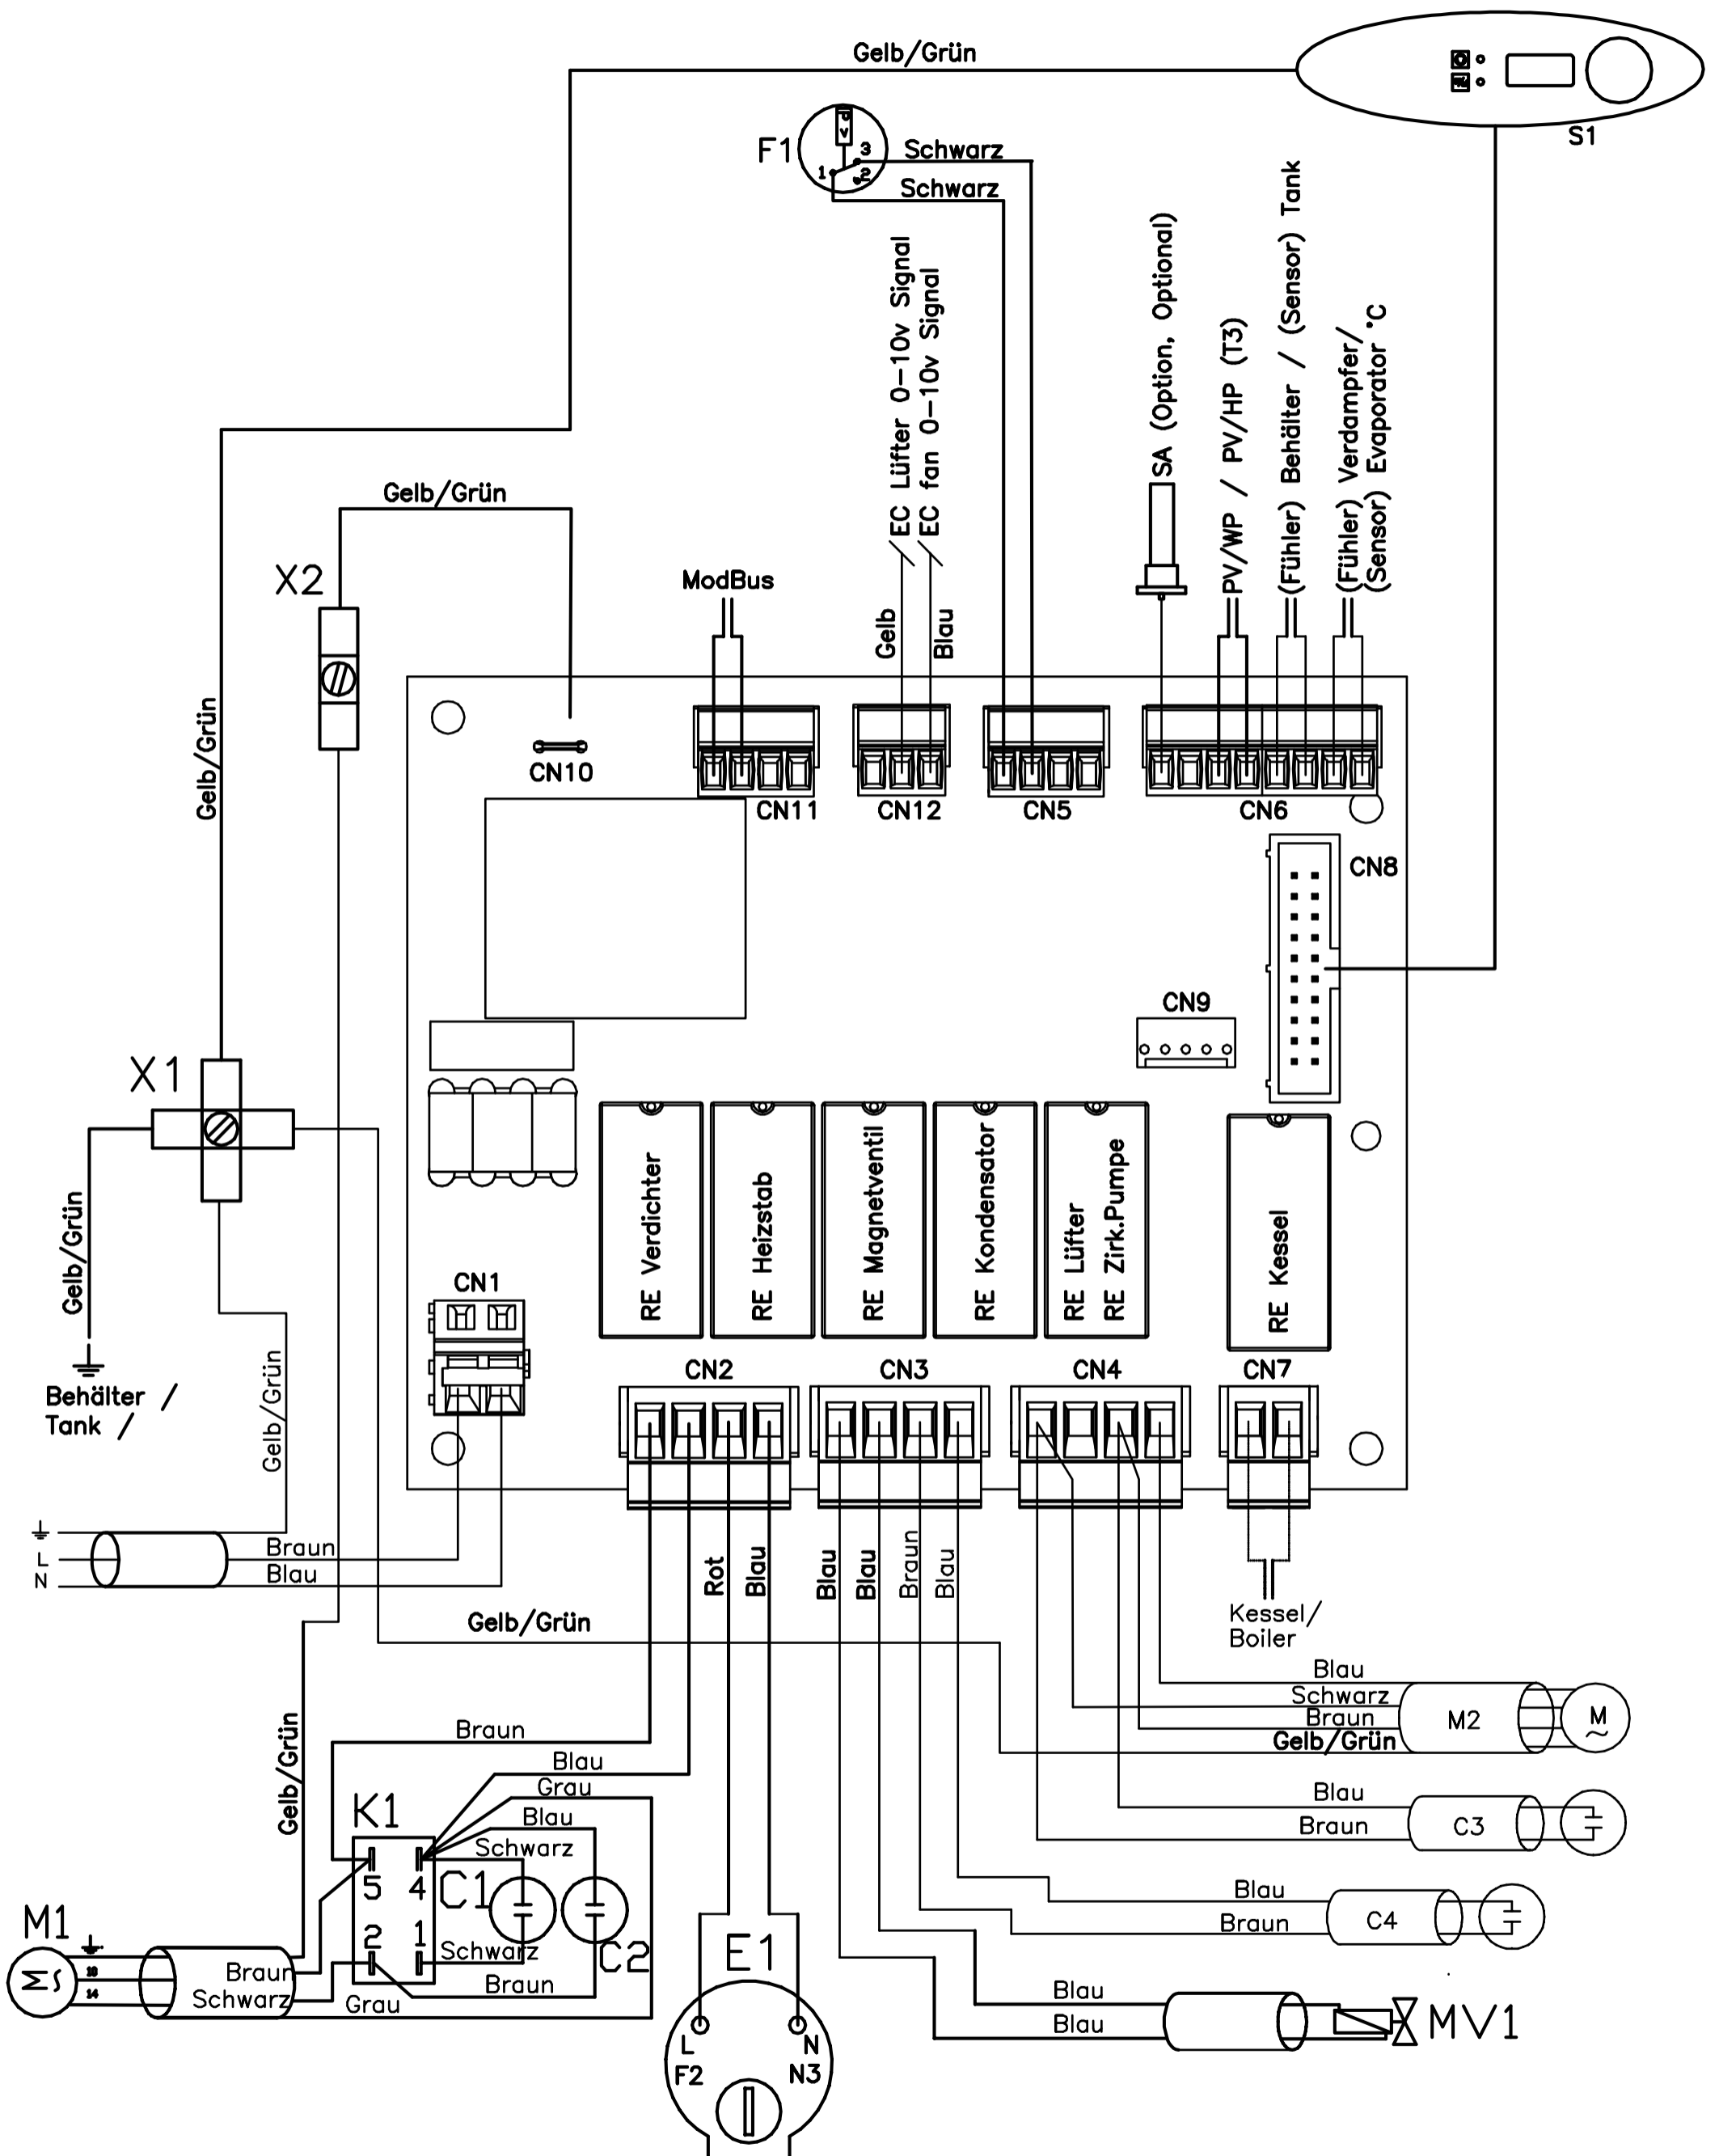 Gelb/Grün
S1
F1
P
v
3
1
2
Schwarz
Schwarz
EC Lüfter 0-10v Signal
EC fan 0-10v Signal
SA (Option, Optional)
PV/WP / PV/HP (T3)
(Fühler) Behälter / (Sensor) Tank
(Fühler) Verdampfer/
(Sensor) Evaporator °C
Gelb/Grün
X2
ModBus
Gelb
Blau
Gelb/Grün
CN10
CN11
CN12
CN5
CN6
CN8
CN9
X1
Gelb/Grün
RE Verdichter
RE Heizstab
RE Magnetventil
RE Kondensator
RE Lüfter
RE Zirk.Pumpe
RE Kessel
CN1
CN2
CN3
CN4
CN7
Behälter /
Tank /
Gelb/Grün
L
N
Braun
Blau
Rot
Blau
Blau
Blau
Braun
Blau
Kessel/
Boiler
Gelb/Grün
Gelb/Grün
Blau
Schwarz
Braun
Gelb/Grün
M2
M
~
Braun
Blau
Grau
Blau
Schwarz
K1
5
4
2
1
C1
C2
Schwarz
Braun
Blau
Braun
C3
Blau
Braun
C4
M1
14
Braun
Schwarz
Grau
E1
L
N
F2
N3
Blau
Blau
MV1